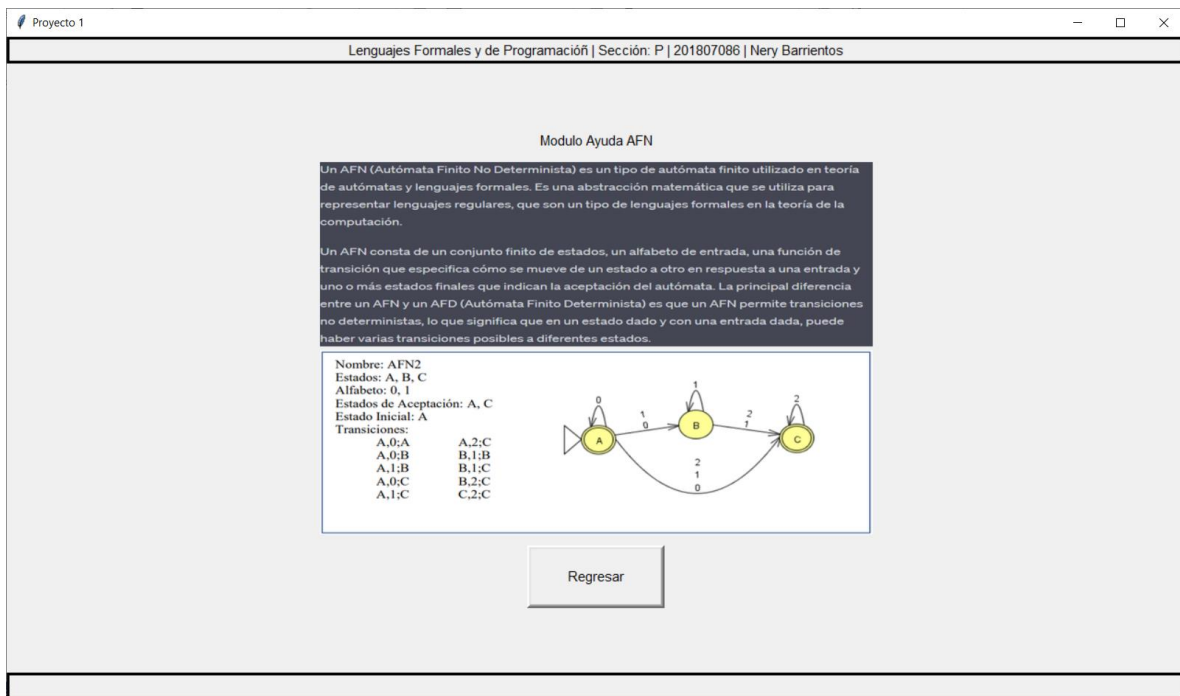 Proyecto 1
Lenguajes Formales y de Programacióñ | Sección: P | 201807086 | Nery Barrientos
Modulo Ayuda AFN
Un AFN (Autómata Finito No Determinista) es un tipo de autómata finito utilizado en teoría
de autómatas y lenguajes formales. Es una abstracción matemática que se utiliza para
representar lenguajes regulares, que son un tipo de lenguajes formales en la teoría de la
computación.
Un AFN consta de un conjunto finito de estados, un alfabeto de entrada, una función de
transición que especifica cómo se mueve de un estado a otro en respuesta a una entrada y
uno o más estados finales que indican la aceptación del autómata. La principal diferencia
entre un AFN y un AFD (Autómata Finito Determinista) es que un AFN permite transiciones
no deterministas, lo que significa que en un estado dado y con una entrada dada, puede
haber varias transiciones posibles a diferentes estados.
Nombre: AFN2
Estados: A, B, C
Alfabeto: 0, 1
Estados de Aceptación: A, C
Estado Inicial: A
Transiciones:
A,0;A A,2;C
A,0;B B,1;B
A,1;B B,1;C
A,0;C B,2;C
A,1;C C,2;C
0
1
2
1
0
2
1
A
B
C
2
1
0
Regresar